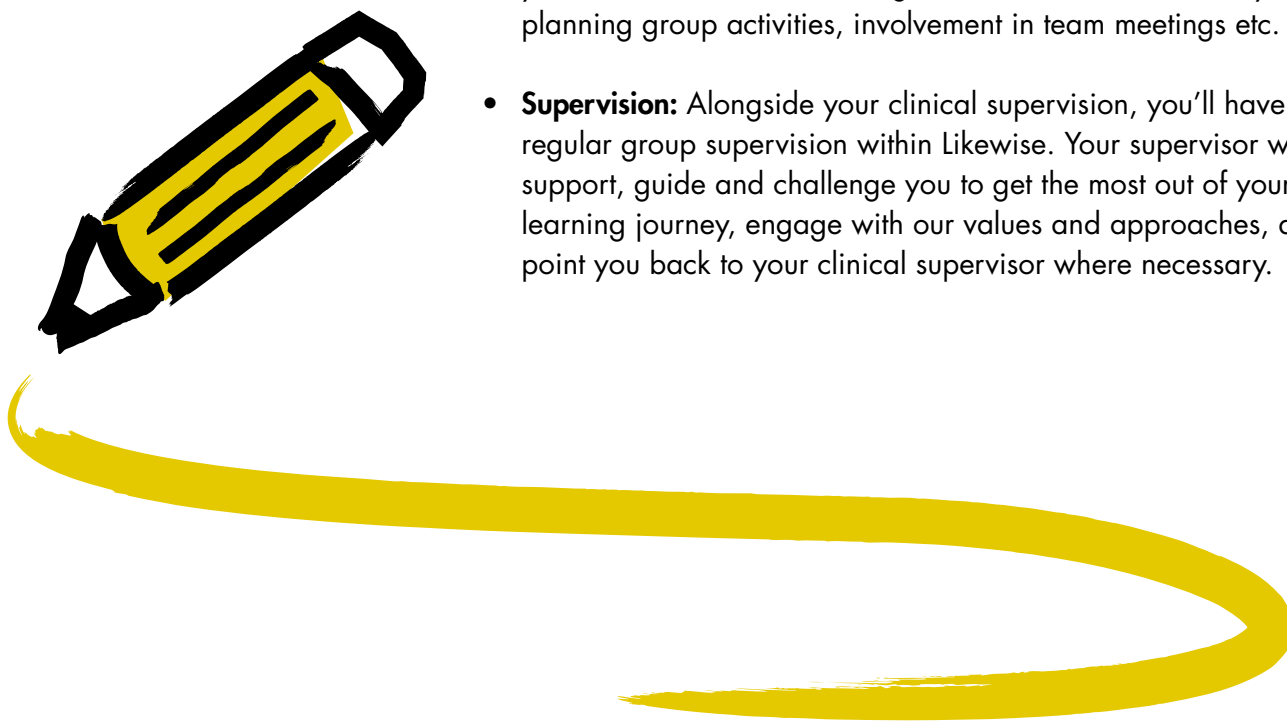 planning group activities, involvement in team meetings etc.
• Supervision: Alongside your clinical supervision, you’ll have
regular group supervision within Likewise. Your supervisor
support, guide and challenge you to get the most out of your
learning journey, engage with our values and approaches,
point you back to your clinical supervisor where necessary.